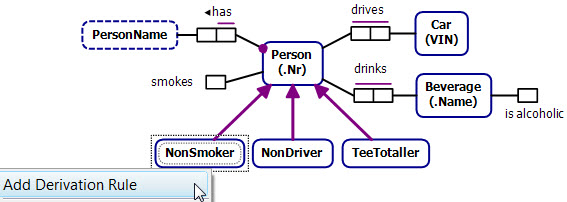 ◄has
drives
PersonName
Person
(.Nr)
Car
(VIN)
smokes
drinks
Beverage
(.Name)
is alcoholic
NonSmoker
NonDriver
TeeTotaller
Add Derivation Rule